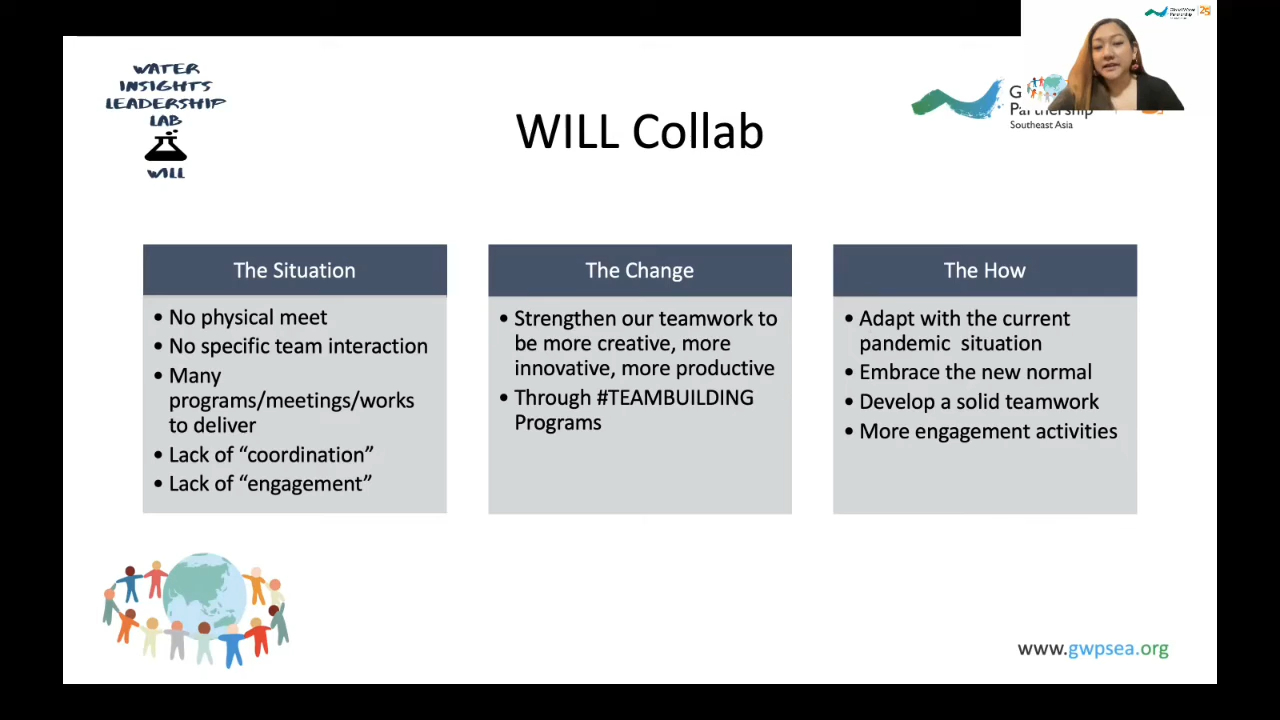 WATER
INSIGHTS
LEADERSHIP
LAB
WILL
WILL Collab
G
Partnership
Southeast Asia
The Situation
• No physical meet
• No specific team interaction
• Many
programs/meetings/works
to deliver
• Lack of “coordination”
• Lack of “engagement”
The Change
• Strengthen our teamwork to
be more creative, more
innovative, more productive
• Through #TEAMBUILDING
Programs
The How
• Adapt with the current
pandemic situation
• Embrace the new normal
• Develop a solid teamwork
• More engagement activities
www.gwpsea.org